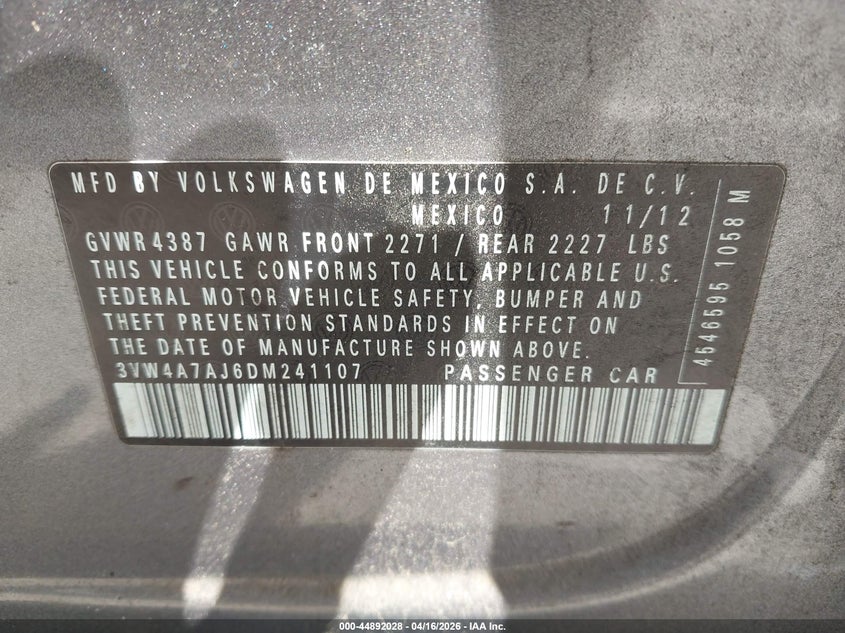 MFD BY VOLKSWAGEN DE MEXICO S.A. DE C.V.
MEXICO 11/12
GVWR 4387 GAWR FRONT 2271 / REAR 2227 LBS
THIS VEHICLE CONFORMS TO ALL APPLICABLE U.S.
FEDERAL MOTOR VEHICLE SAFETY, BUMPER AND
THEFT PREVENTION STANDARDS IN EFFECT ON
THE DATE OF MANUFACTURE SHOWN ABOVE.
3VW4A7AJ6DM241107 PASSENGER CAR
4546595 1058 M
000-44892028 - 04/16/2026 - IAA Inc.